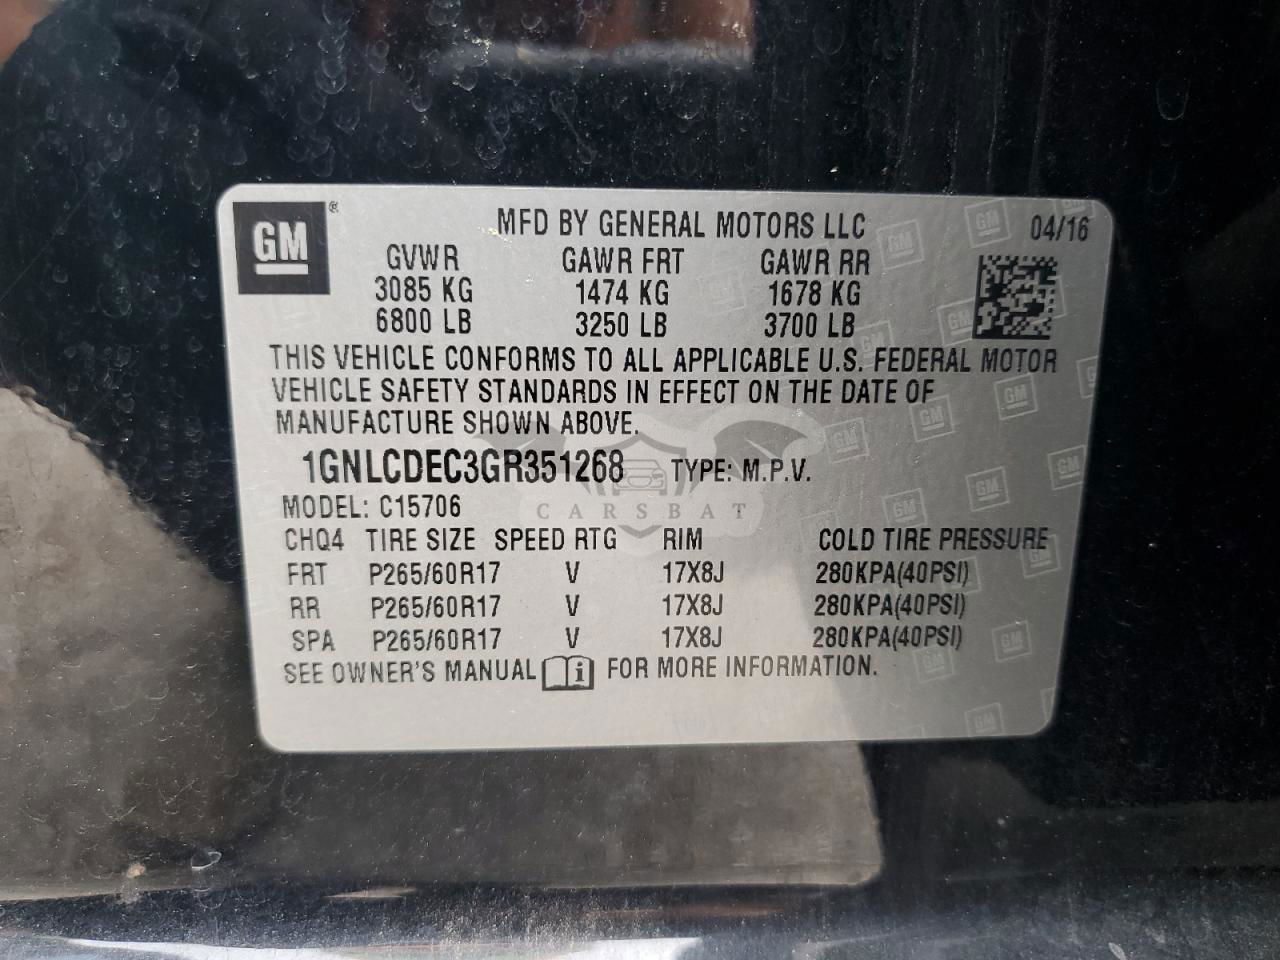 GM
MFD BY GENERAL MOTORS LLC 04/16
GVWR GAWR FRT GAWR RR
3085 KG 1474 KG 1678 KG
6800 LB 3250 LB 3700 LB
THIS VEHICLE CONFORMS TO ALL APPLICABLE U.S. FEDERAL MOTOR
VEHICLE SAFETY STANDARDS IN EFFECT ON THE DATE OF
MANUFACTURE SHOWN ABOVE.
1GNLCDEC3GR351268 TYPE: M.P.V.
MODEL: C15706
CARSBAT
CHQ4 TIRE SIZE SPEED RTG RIM COLD TIRE PRESSURE
FRT P265/60R17 V 17X8J 280KPA(40PSI)
RR P265/60R17 V 17X8J 280KPA(40PSI)
SPA P265/60R17 V 17X8J 280KPA(40PSI)
SEE OWNER'S MANUAL i FOR MORE INFORMATION.